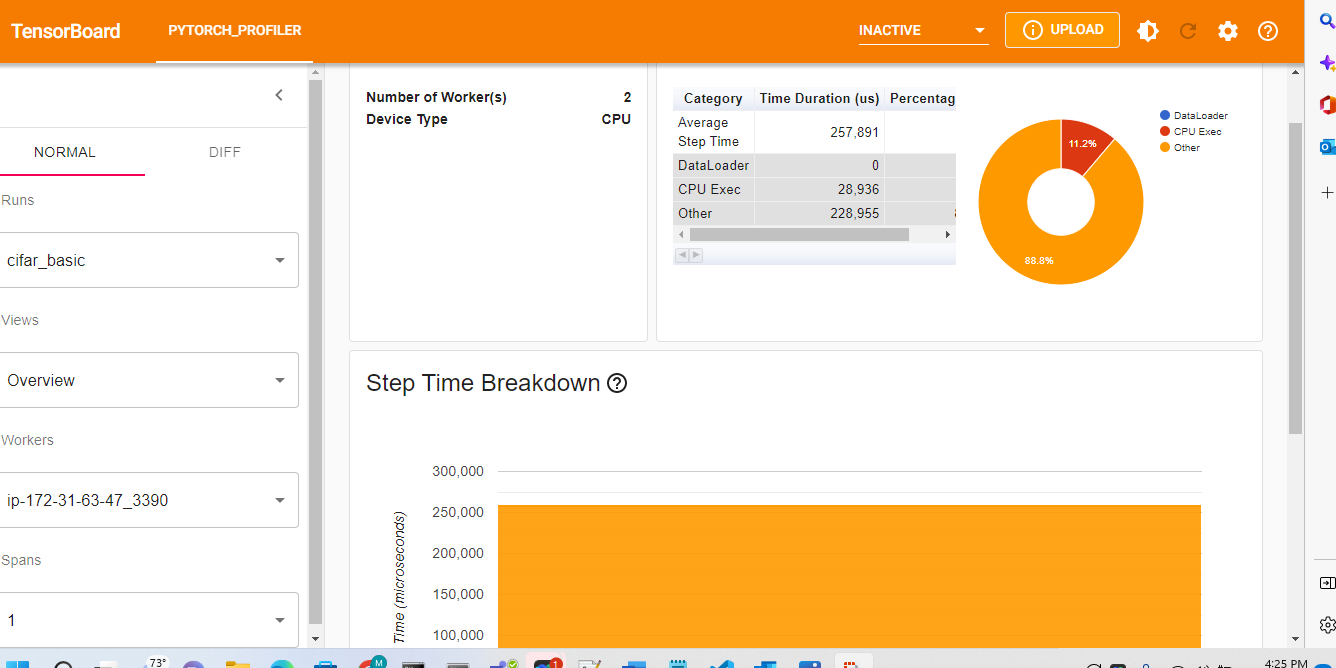 TensorBoard
PYTORCH_PROFILER
INACTIVE
UPLOAD
NORMAL
DIFF
Runs
cifar_basic
Views
Overview
Workers
ip-172-31-63-47_3390
Spans
1
Number of Worker(s) 2
Device Type CPU
Category Time Duration (us) Percentag
Average
Step Time 257,891
DataLoader 0
CPU Exec 28,936
Other 228,955
11.2%
88.8%
DataLoader
CPU Exec
Other
Step Time Breakdown
300,000
250,000
200,000
150,000
100,000
Time (microseconds)
73°
M
1
4:25 PM